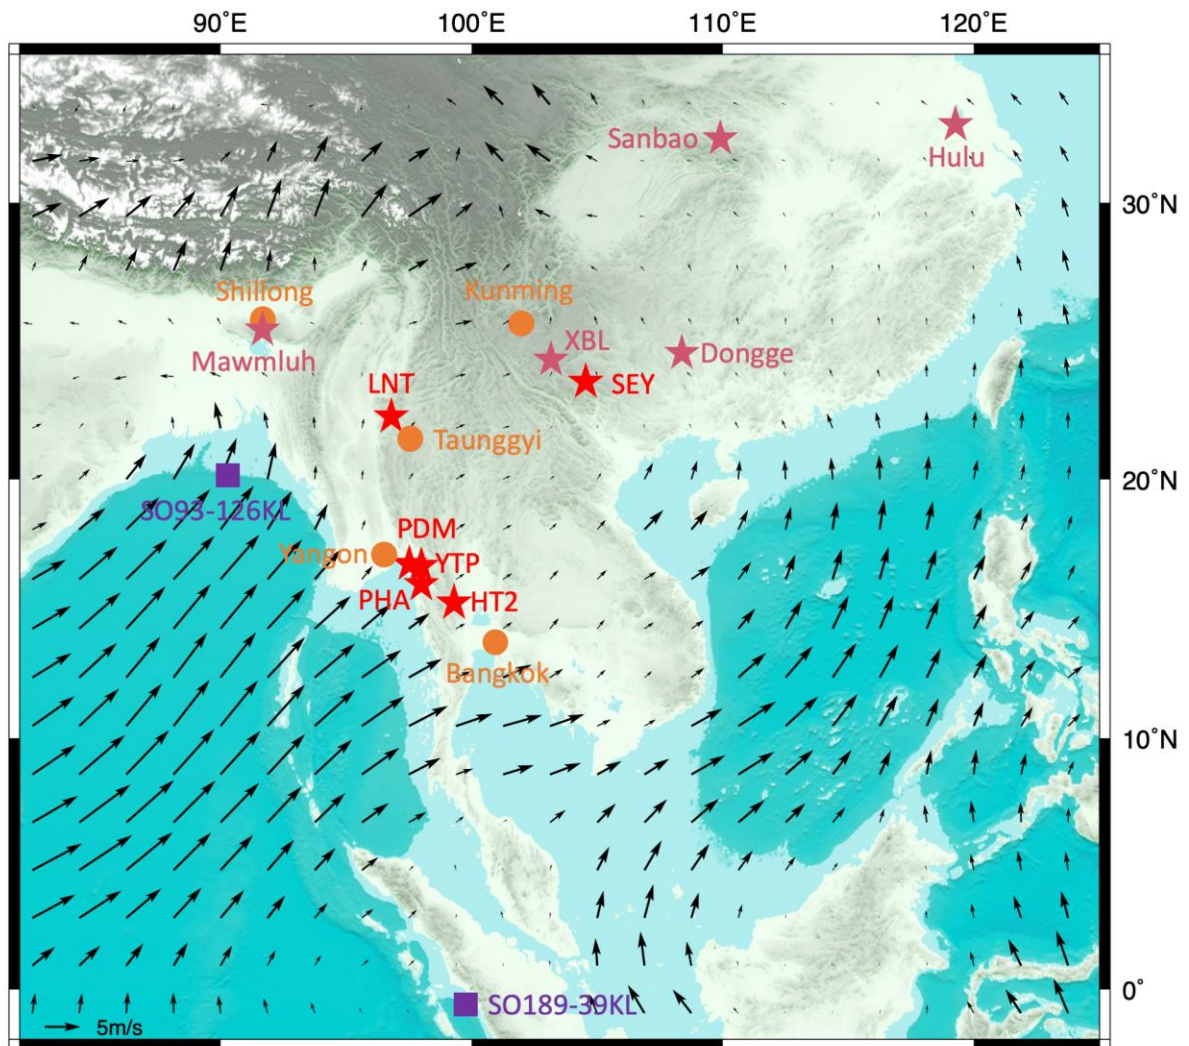 90°E
100°E
110°E
120°E
Sanbao
Hulu
30°N
Shillong
Kunming
Mawmluh
XBL
Dongge
LNT
SEY
Taunggyi
20°N
SO93-126KL
PDM
Yangon
YTP
PHA
HT2
Bangkok
10°N
SO189-39KL
0°
5m/s